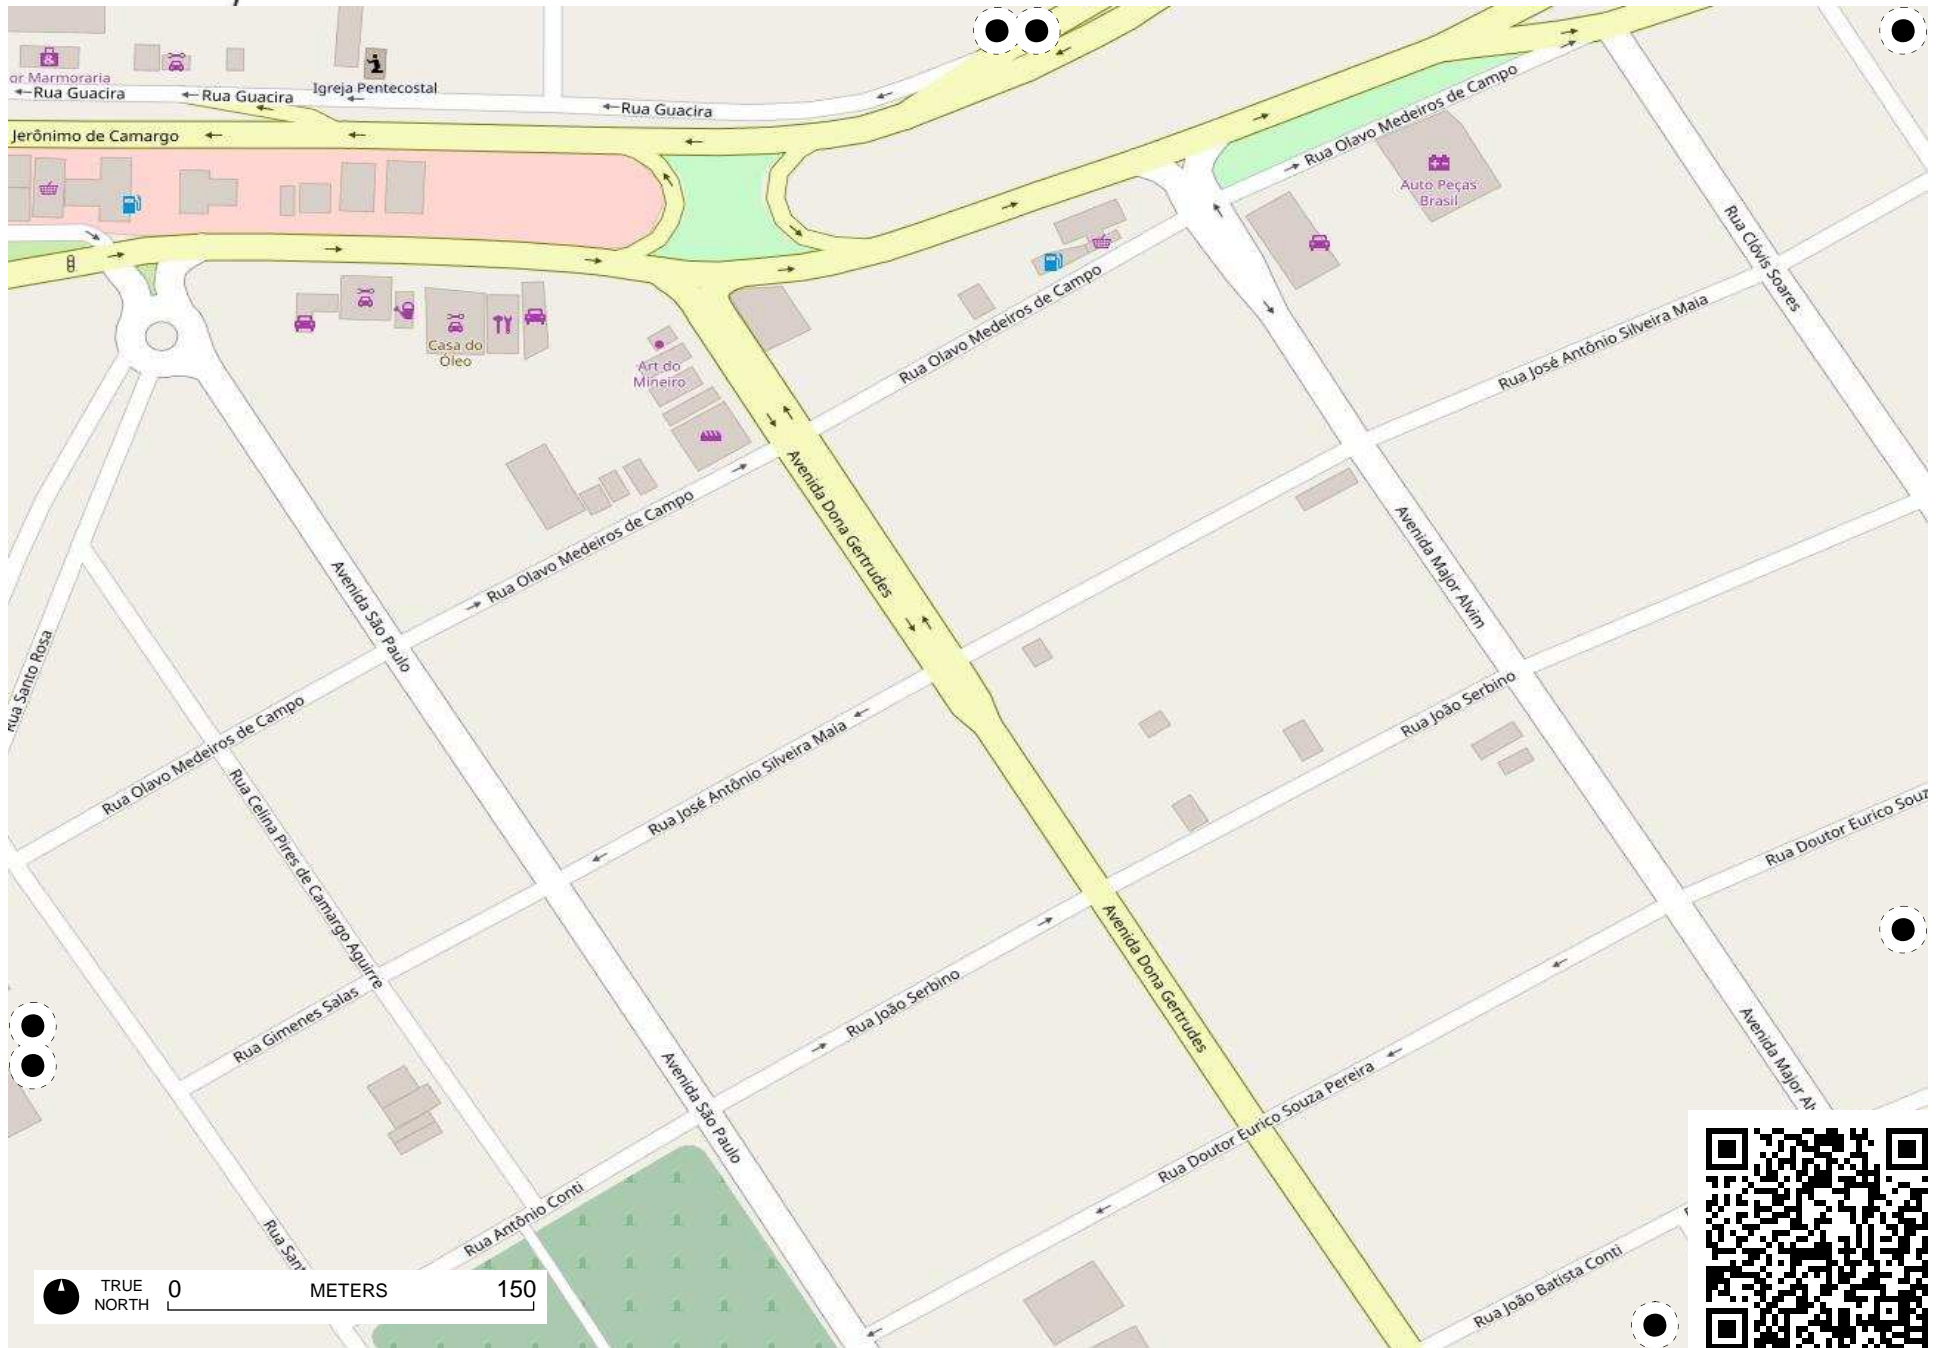 or Marmoraria
Rua Guacira
Rua Guacira
Igreja Pentecostal
Rua Guacira
Jerônimo de Camargo
Rua Olavo Medeiros de Campo
Auto Peças
Brasil
Rua Clóvis Soares
Rua Olavo Medeiros de Campo
Rua José Antônio Silveira Maia
Casa do
Óleo
Art do
Mineiro
Avenida Dona Gertrudes
Rua Olavo Medeiros de Campo
Avenida São Paulo
Avenida Major Alvim
Rua Santo Rosa
Rua João Serbino
Rua Olavo Medeiros de Campo
Rua José Antônio Silveira Maia
Rua Celina Pires de Camargo Aguirre
Rua Doutor Eurico Souz
Avenida Dona Gertrudes
Rua João Serbino
Rua Gimenes Salas
Avenida São Paulo
Avenida Major Al
Rua Doutor Eurico Souza Pereira
Rua Antônio Conti
Rua Sant
Rua João Batista Conti
TRUE
NORTH
0 METERS 150